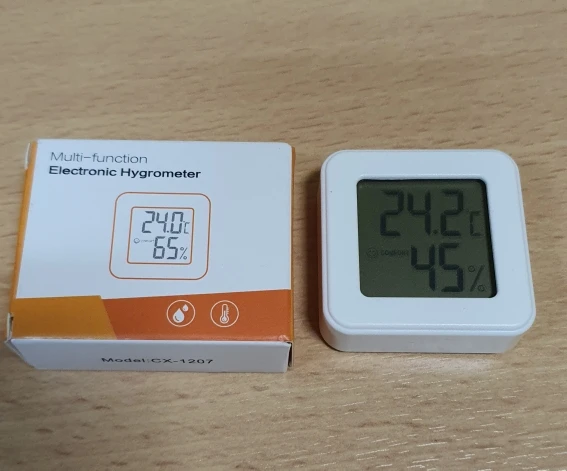 Multi-function
Electronic Hygrometer
24.0℃
65%
Model:CX-1207
24.2℃
45%